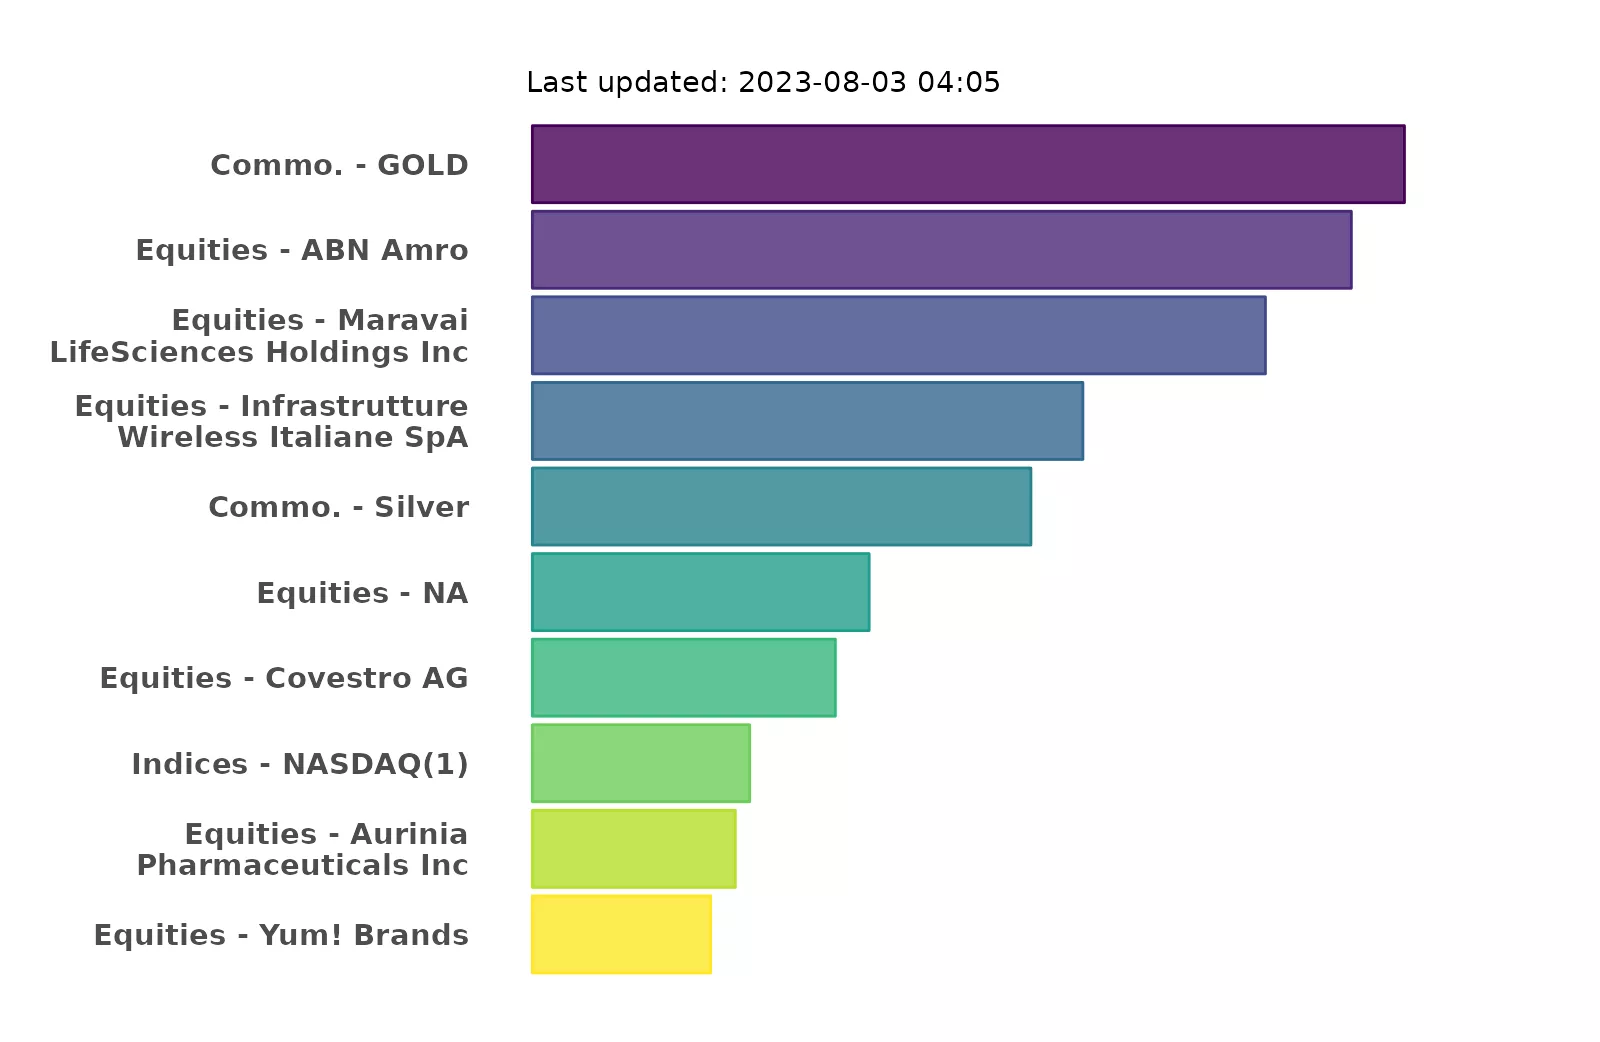 Last updated: 2023-08-03 04:05
Commo. - GOLD
Equities - ABN Amro
Equities - Maravai
LifeSciences Holdings Inc
Equities - Infrastrutture
Wireless Italiane SpA
Commo. - Silver
Equities - NA
Equities - Covestro AG
Indices - NASDAQ(1)
Equities - Aurinia
Pharmaceuticals Inc
Equities - Yum! Brands